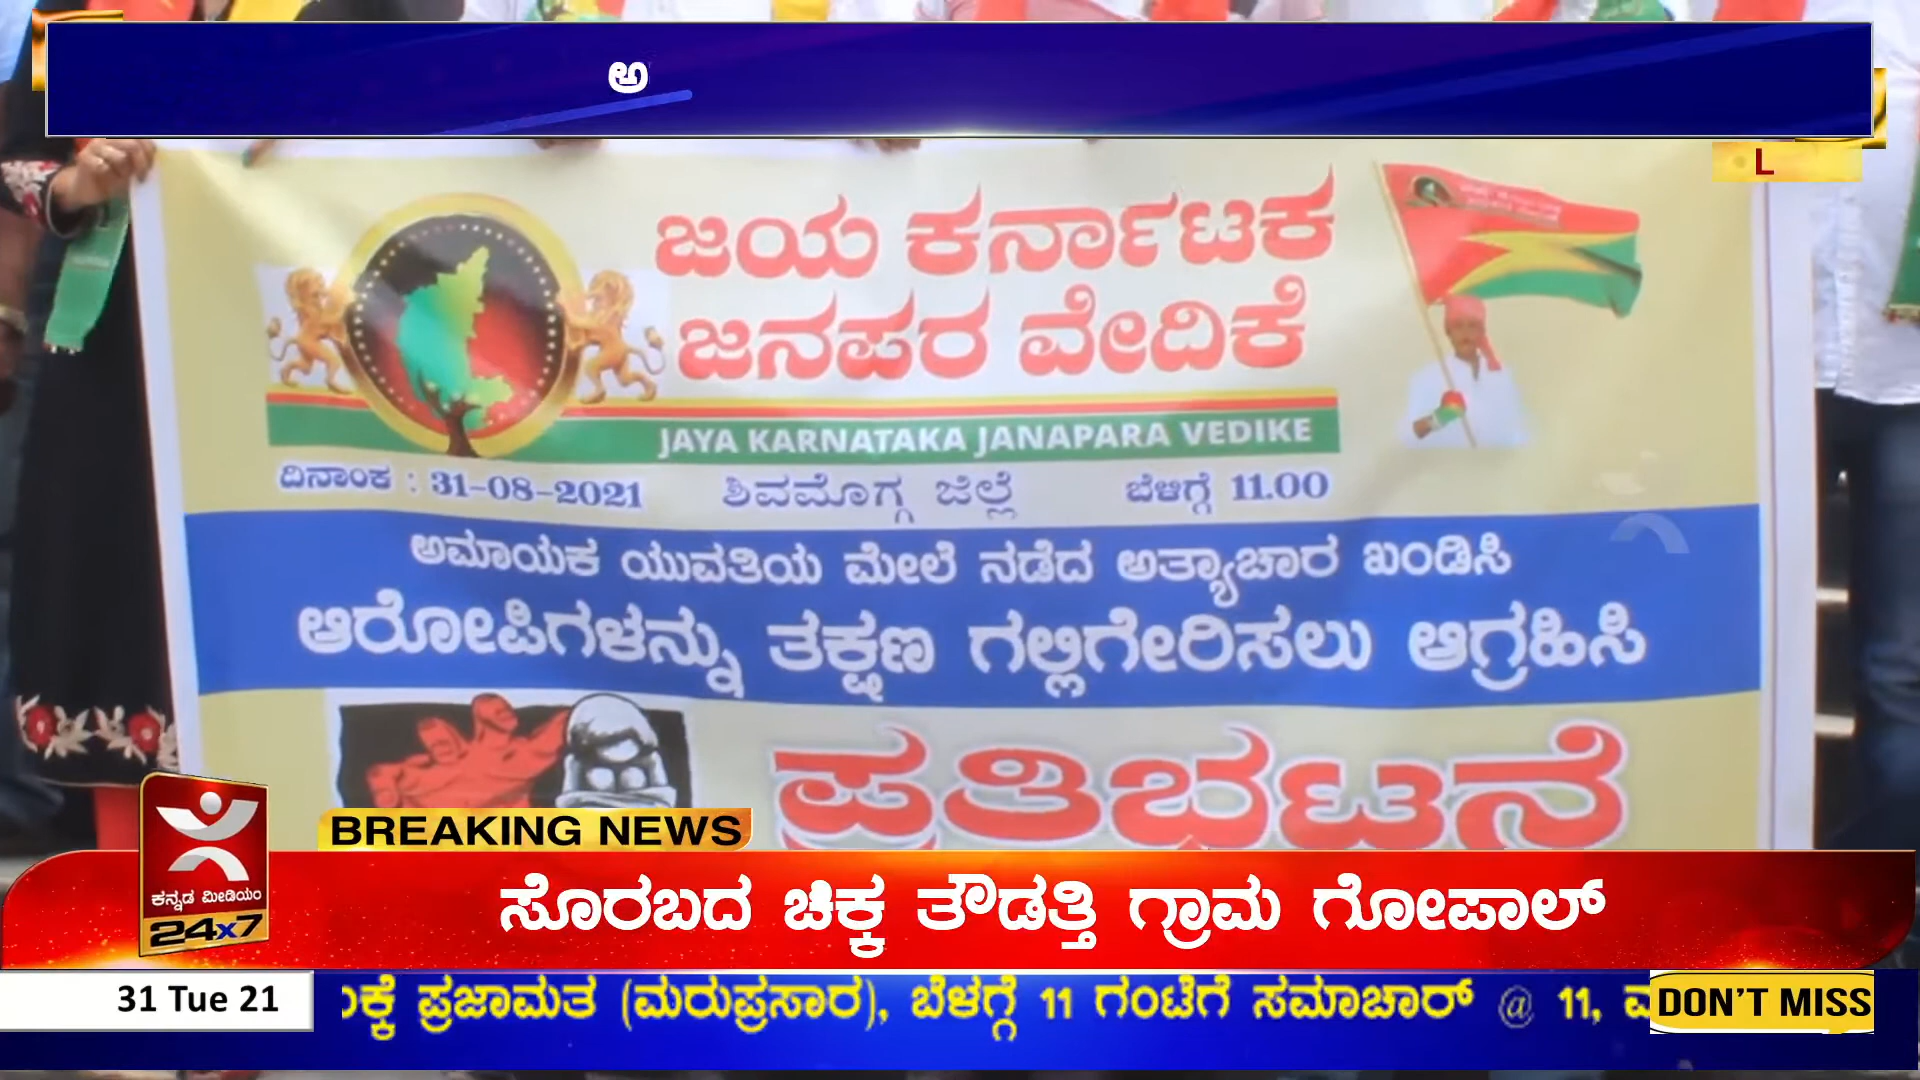 ಅ
L
ಜಯ ಕರ್ನಾಟಕ
ಜನಪರ ವೇದಿಕೆ
JAYA KARNATAKA JANAPARA VEDIKE
ದಿನಾಂಕ : 31-08-2021 ಶಿವಮೊಗ್ಗ ಜಿಲ್ಲೆ ಬೆಳಿಗ್ಗೆ 11.00
ಅಮಾಯಕ ಯುವತಿಯ ಮೇಲೆ ನಡೆದ ಅತ್ಯಾಚಾರ ಖಂಡಿಸಿ
ಆರೋಪಿಗಳನ್ನು ತಕ್ಷಣ ಗಲ್ಲಿಗೇರಿಸಲು ಆಗ್ರಹಿಸಿ
ಪ್ರತಿಭಟನೆ
BREAKING NEWS
ಸೊರಬದ ಚಿಕ್ಕ ತೌಡತ್ತಿ ಗ್ರಾಮ ಗೋಪಾಲ್
ಕನ್ನಡ ಮೀಡಿಯಂ
24x7
31 Tue 21
ಪ್ರಜಾಮತ (ಮರುಪ್ರಸಾರ), ಬೆಳಗ್ಗೆ 11 ಗಂಟೆಗೆ ಸಮಾಚಾರ್ @ 11,
DON'T MISS